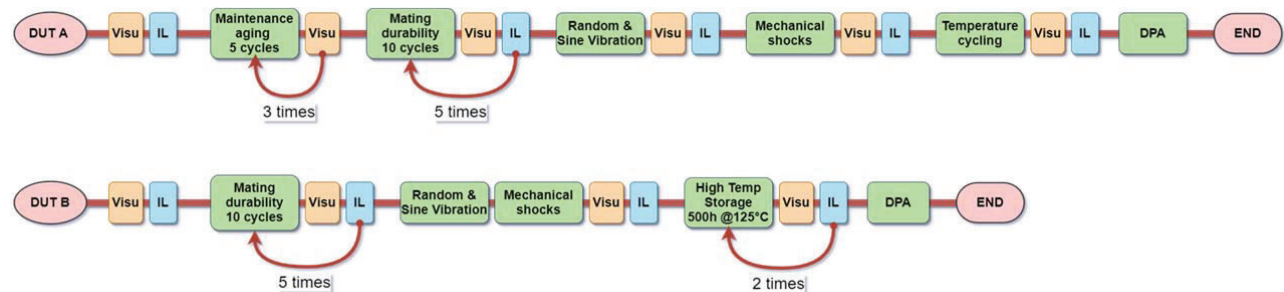 DUT A
Visu
IL
Maintenance
aging
5 cycles
Visu
Mating
durability
10 cycles
Visu
IL
Random &
Sine Vibration
Visu
IL
Mechanical
shocks
Visu
IL
Temperature
cycling
Visu
IL
DPA
END
3 times
5 times
DUT B
Visu
IL
Mating
durability
10 cycles
Visu
IL
Random &
Sine Vibration
Mechanical
shocks
Visu
IL
High Temp
Storage
500h @125°C
Visu
IL
DPA
END
5 times
2 times